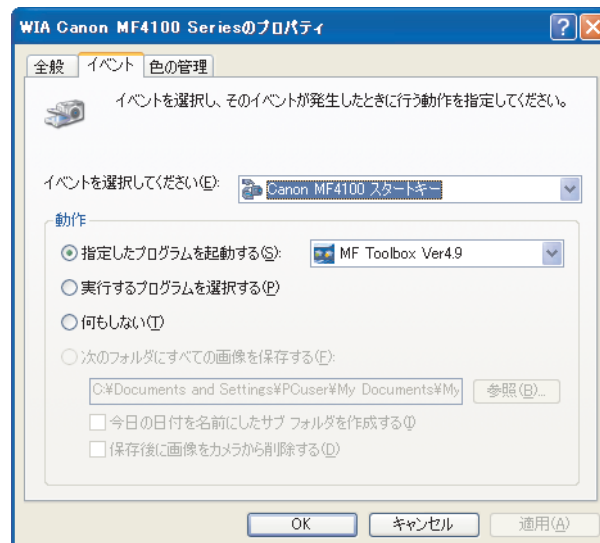 WIA Canon MF4100 Seriesのプロパティ
全般 イベント 色の管理
イベントを選択し、そのイベントが発生したときに行う動作を指定してください。
イベントを選択してください(E): Canon MF4100 スタートキー
動作
指定したプログラムを起動する(S): MF Toolbox Ver4.9
実行するプログラムを選択する(P)
何もしない(T)
次のフォルダにすべての画像を保存する(F):
C:¥Documents and Settings¥PCuser¥My Documents¥My 参照(B)...
今日の日付を名前にしたサブ フォルダを作成する(I)
保存後に画像をカメラから削除する(D)
OK キャンセル 適用(A)